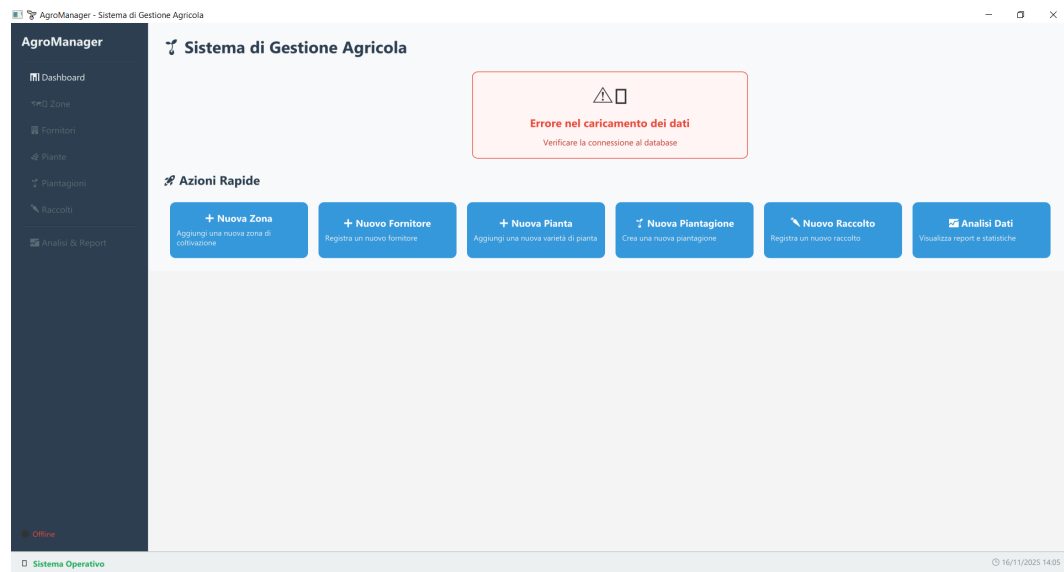 AgroManager - Sistema di Gestione Agricola
AgroManager
Dashboard
Zone
Fornitori
Piante
Piantagioni
Raccolti
Analisi & Report
Offline
Sistema di Gestione Agricola
Errore nel caricamento dei dati
Verificare la connessione al database
Azioni Rapide
+ Nuova Zona
Aggiungi una nuova zona di
coltivazione
+ Nuovo Fornitore
Registra un nuovo fornitore
+ Nuova Pianta
Aggiungi una nuova varietà di pianta
Nuova Piantagione
Crea una nuova piantagione
Nuovo Raccolto
Registra un nuovo raccolto
Analisi Dati
Visualizza report e statistiche
Sistema Operativo
16/11/2025 14:05